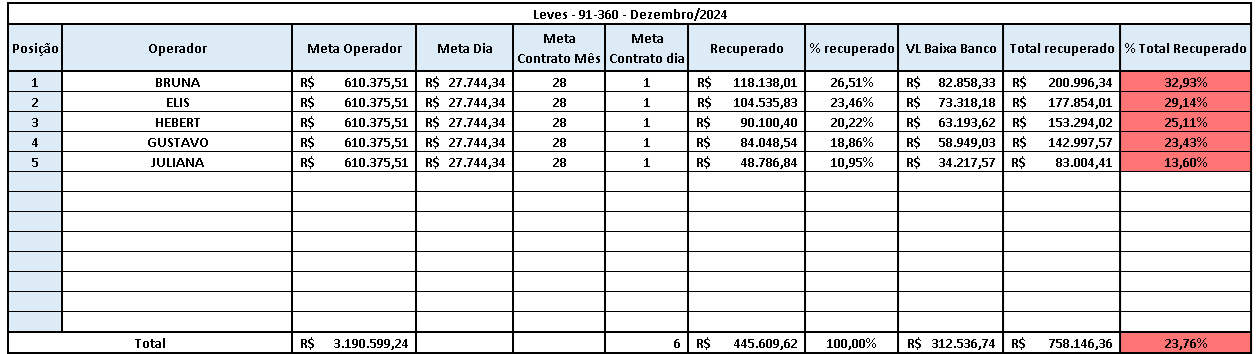 Leves - 91-360 - Dezembro/2024
Posição Operador Meta Operador Meta Dia Meta Contrato Mês Meta Contrato dia Recuperado % recuperado VL Baixa Banco Total recuperado % Total Recuperado
1 BRUNA R$ 610.375,51 R$ 27.744,34 28 1 R$ 118.138,01 26,51% R$ 82.858,33 R$ 200.996,34 32,93%
2 ELIS R$ 610.375,51 R$ 27.744,34 28 1 R$ 104.535,83 23,46% R$ 73.318,18 R$ 177.854,01 29,14%
3 HEBERT R$ 610.375,51 R$ 27.744,34 28 1 R$ 90.100,40 20,22% R$ 63.193,62 R$ 153.294,02 25,11%
4 GUSTAVO R$ 610.375,51 R$ 27.744,34 28 1 R$ 84.048,54 18,86% R$ 58.949,03 R$ 142.997,57 23,43%
5 JULIANA R$ 610.375,51 R$ 27.744,34 28 1 R$ 48.786,84 10,95% R$ 34.217,57 R$ 83.004,41 13,60%
Total R$ 3.190.599,24 6 R$ 445.609,62 100,00% R$ 312.536,74 R$ 758.146,36 23,76%